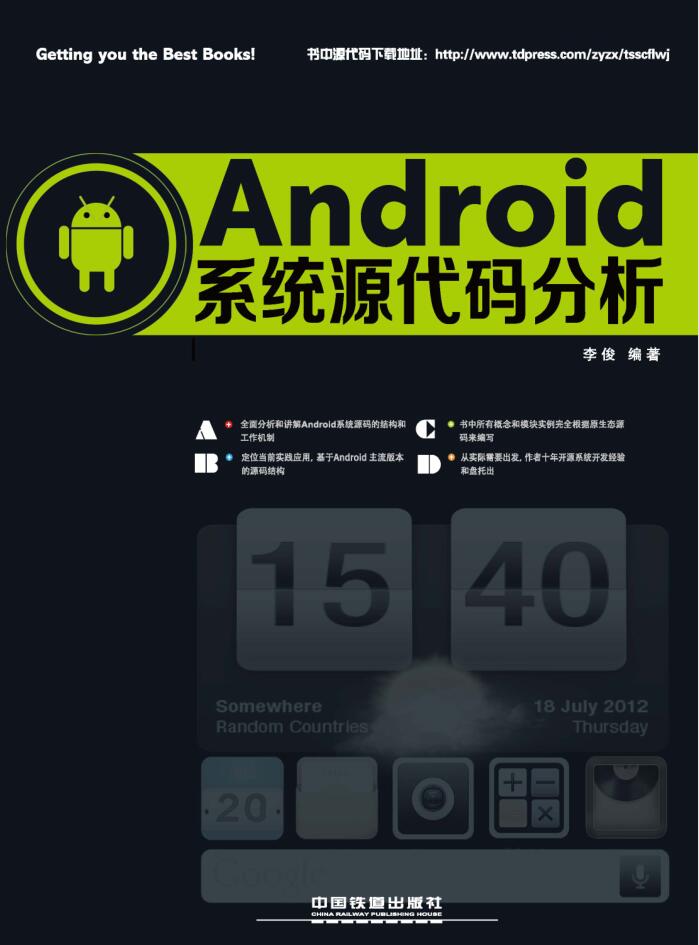 Getting you the Best Books!
书中源代码下载地址：http://www.tdpress.com/zyzx/tsscflwj
Android
系统源代码分析
李俊 编著
A 全面分析和讲解Android系统源码的结构和
工作机制
B 定位当前实践应用, 基于Android 主流版本
的源码结构
C 书中所有概念和模块实例完全根据原生态源
码来编写
D 从实际需要出发, 作者十年开源系统开发经验
和盘托出
15 40
Somewhere
Random Countries
18 July 2012
Thursday
20
Google
中国铁道出版社
CHINA RAILWAY PUBLISHING HOUSE